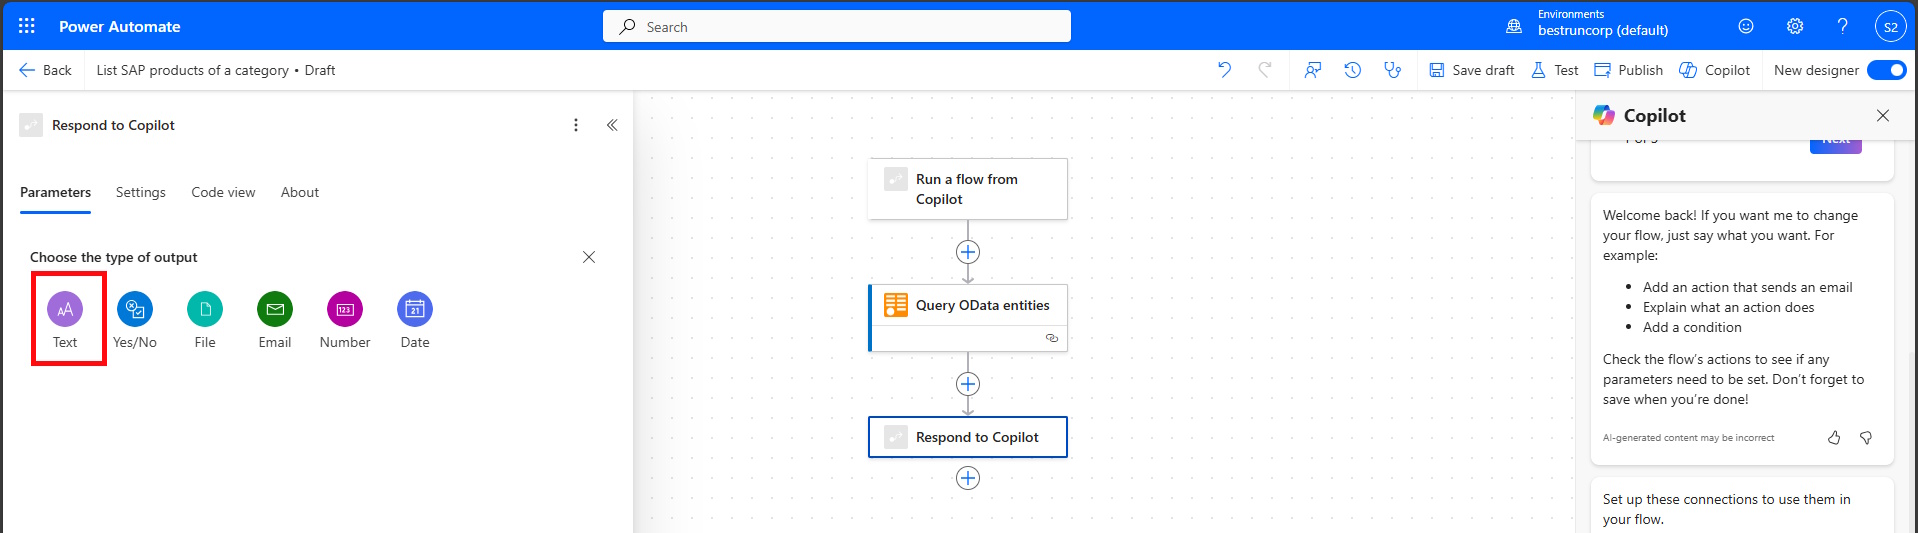 Power Automate
Search
Environments
bestruncorp (default)
S2
Back
List SAP products of a category • Draft
Save draft
Test
Publish
Copilot
New designer
Respond to Copilot
Parameters
Settings
Code view
About
Choose the type of output
Text
Yes/No
File
Email
Number
Date
Run a flow from
Copilot
Query OData entities
Respond to Copilot
Copilot
Next
Welcome back! If you want me to change
your flow, just say what you want. For
example:
• Add an action that sends an email
• Explain what an action does
• Add a condition
Check the flow's actions to see if any
parameters need to be set. Don't forget to
save when you're done!
AI-generated content may be incorrect
Set up these connections to use them in
your flow.